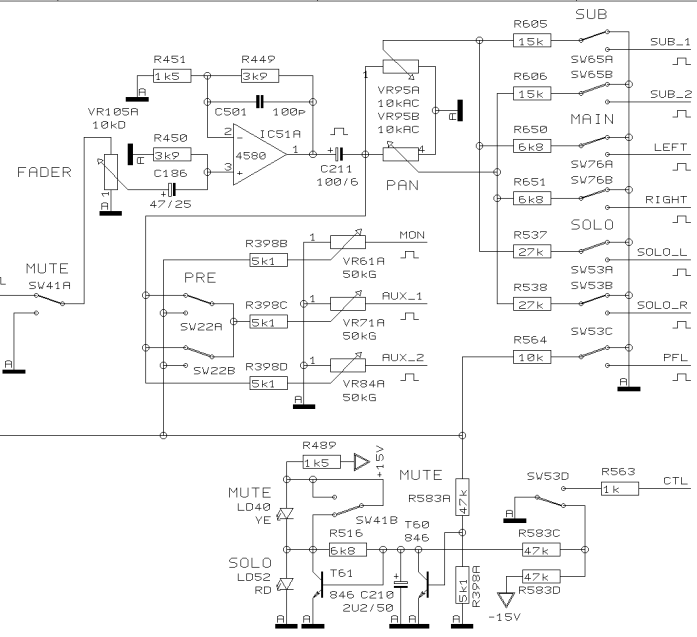 R605
SUB
15k
SUB_1
SW65A
SW65B
R606
15k
SUB_2
MAIN
R650
6k8
LEFT
SW76A
SW76B
R651
6k8
RIGHT
SOLO
R537
27k
SOLO_L
SW53A
SW53B
R538
27k
SOLO_R
SW53C
R564
10k
PFL
A
R451
1k5
A
R449
3k9
C501
100p
VR105A
10kD
R450
3k9
A
2
IC51A
4580
1
3
+
-
C186
+
47/25
FADER
A
1
+
C211
100/6
1
VR95A
10kAC
VR95B
10kAC
A
4
PAN
MUTE
SW41A
L
A
PRE
SW22A
SW22B
R398B
5k1
1
MON
VR61A
50kG
R398C
5k1
1
AUX_1
VR71A
50kG
R398D
5k1
1
AUX_2
VR84A
50kG
A
R489
1k5
+15V
MUTE
LD40
YE
SW41B
MUTE
R583A
47k
T60
846
R516
6k8
SOLO
LD52
RD
T61
846
C210
2U2/50
+
5k1
R398A
A
A
A
A
A
SW53D
R563
1k
CTL
A
R583C
47k
47k
R583D
-15V